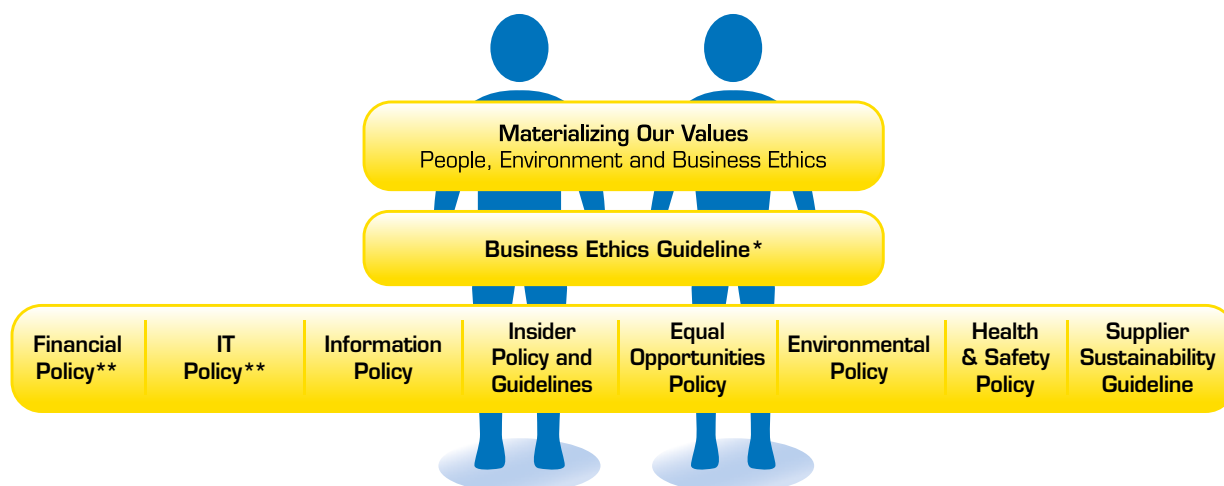 Materializing Our Values
People, Environment and Business Ethics
Business Ethics Guideline*
Financial
Policy**
IT
Policy**
Information
Policy
Insider
Policy and
Guidelines
Equal
Opportunities
Policy
Environmental
Policy
Health
& Safety
Policy
Supplier
Sustainability
Guideline